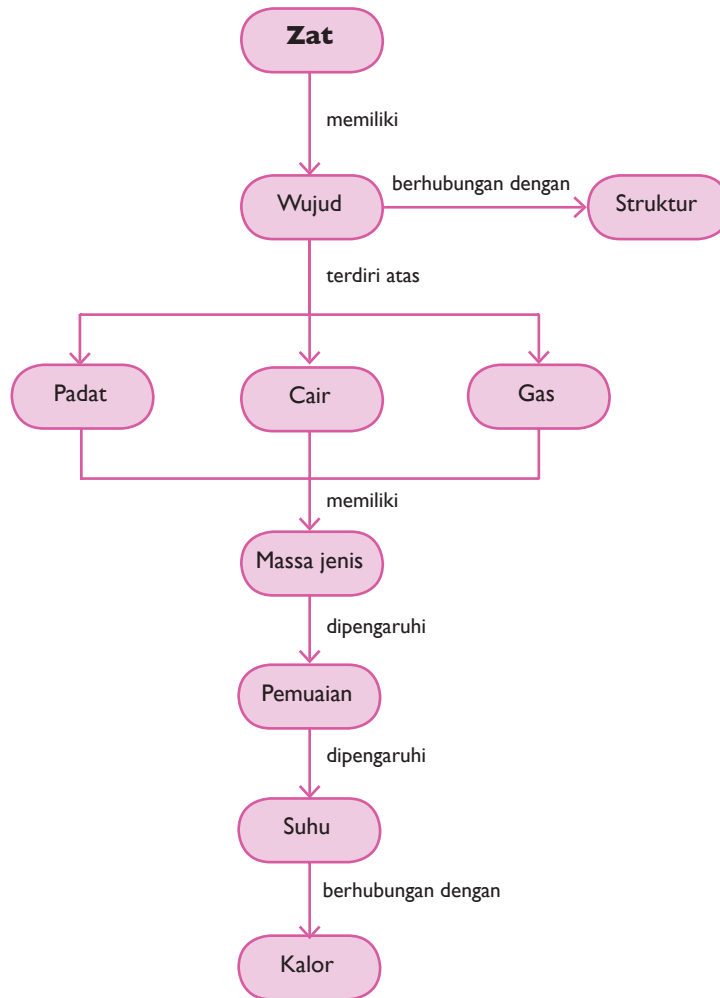 Zat
memiliki
Wujud
berhubungan dengan
Struktur
terdiri atas
Padat
Cair
Gas
memiliki
Massa jenis
dipengaruhi
Pemuaian
dipengaruhi
Suhu
berhubungan dengan
Kalor